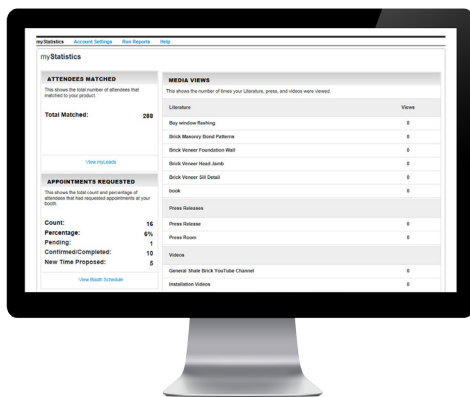 myStatistics Account Settings Run Reports Help
myStatistics
ATTENDEES MATCHED
This shows the total number of attendees that
matched to your product.
Total Matched: 288
View myLeads
APPOINTMENTS REQUESTED
This shows the total count and percentage of
attendees that had requested appointments at your
booth.
Count: 16
Percentage: 6%
Pending: 1
Confirmed/Completed: 10
New Time Proposed: 5
View Booth Schedule
MEDIA VIEWS
This shows the number of times your Literature, press, and videos were viewed.
Literature Views
Bay window flashing 0
Brick Masonry Bond Patterns 0
Brick Veneer Foundation Wall 0
Brick Veneer Head Jamb 0
Brick Veneer Sill Detail 0
book 0
Press Releases
Press Release 0
Press Room 0
Videos
General Shale Brick YouTube Channel 0
Installation Videos 0